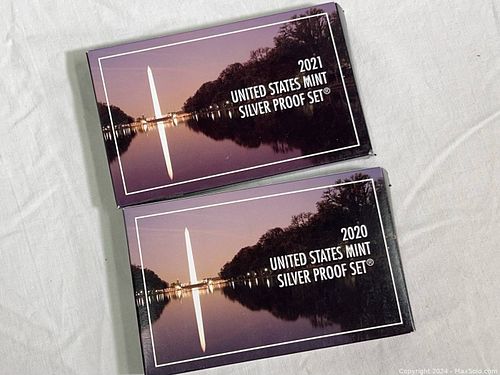 2021
UNITED STATES MINT
SILVER PROOF SET®
2020
UNITED STATES MINT
SILVER PROOF SET®
Copyright 2024 - MaxSold.com